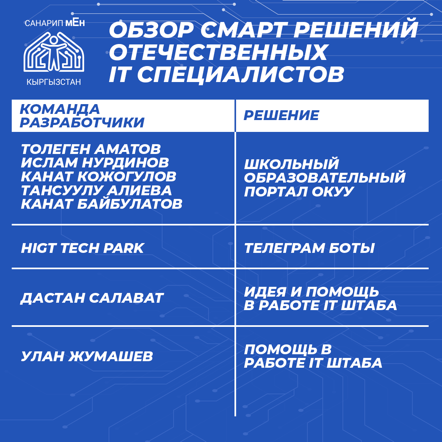 САНАРИП МЕН
КЫРГЫЗСТАН
ОБЗОР СМАРТ РЕШЕНИЙ
ОТЕЧЕСТВЕННЫХ
IT СПЕЦИАЛИСТОВ
КОМАНДА
РАЗРАБОТЧИКИ
РЕШЕНИЕ
ТОЛЕГЕН АМАТОВ
ИСЛАМ НУРДИНОВ
КАНАТ КОЖОГУЛОВ
ТАНСУУЛУ АЛИЕВА
КАНАТ БАЙБУЛАТОВ
ШКОЛЬНЫЙ
ОБРАЗОВАТЕЛЬНЫЙ
ПОРТАЛ ОКУУ
HIGT TECH PARK
ТЕЛЕГРАМ БОТЫ
ДАСТАН САЛАВАТ
ИДЕЯ И ПОМОЩЬ
В РАБОТЕ IT ШТАБА
УЛАН ЖУМАШЕВ
ПОМОЩЬ В
РАБОТЕ IT ШТАБА